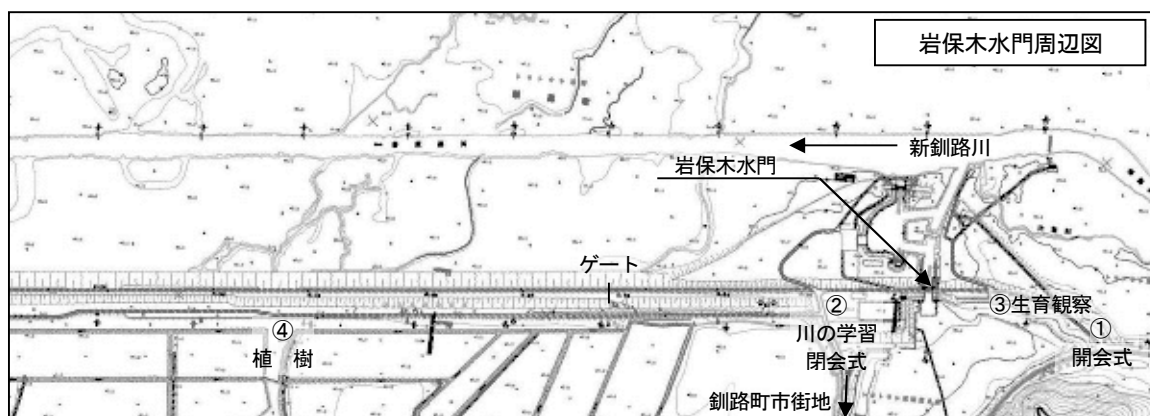 岩保木水門周辺図
新釧路川
岩保木水門
ゲート
②
川の学習
閉会式
③生育観察
①
開会式
④
植樹
釧路町市街地